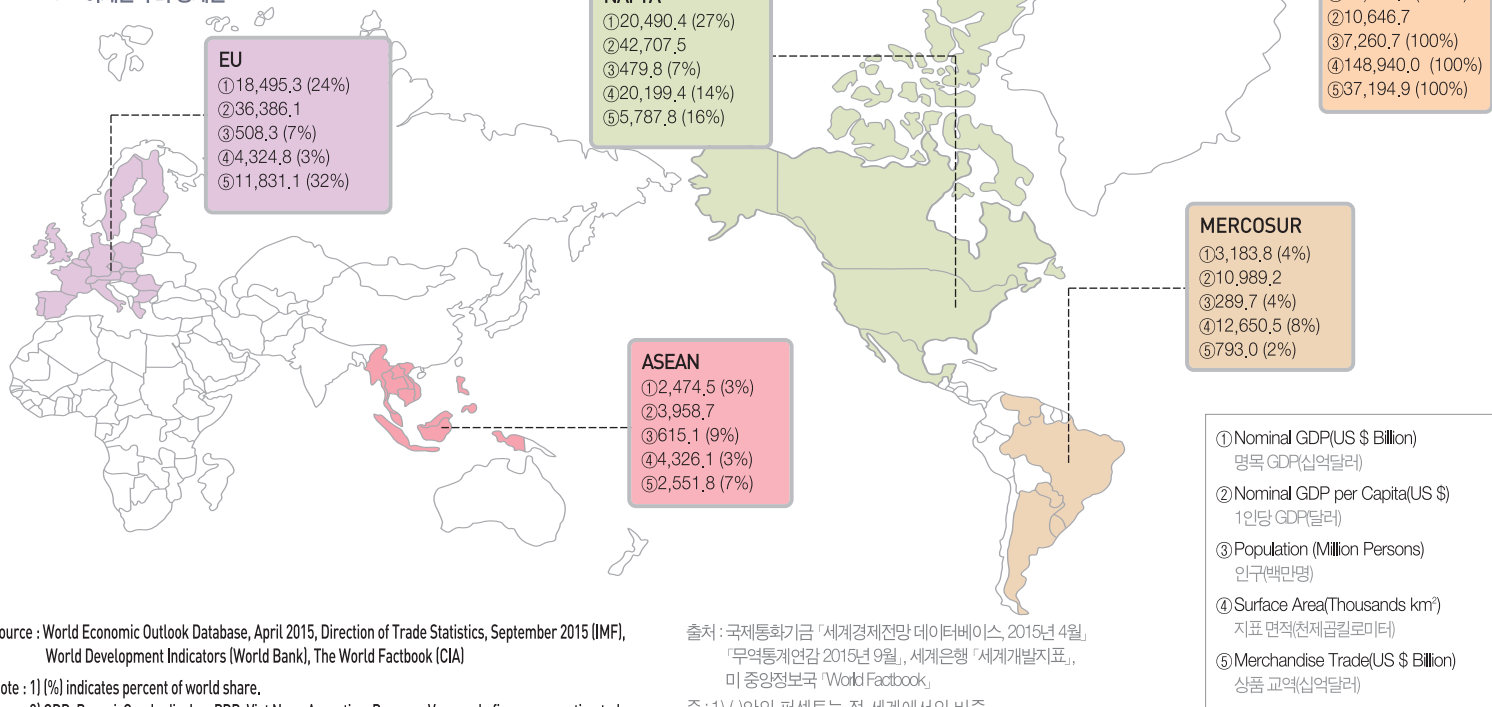 EU
①18,495.3 (24%)
②36,386.1
③508.3 (7%)
④4,324.8 (3%)
⑤11,831.1 (32%)
NAFTA
①20,490.4 (27%)
②42,707.5
③479.8 (7%)
④20,199.4 (14%)
⑤5,787.8 (16%)
②10,646.7
③7,260.7 (100%)
④148,940.0 (100%)
⑤37,194.9 (100%)
MERCOSUR
①3,183.8 (4%)
②10,989.2
③289.7 (4%)
④12,650.5 (8%)
⑤793.0 (2%)
ASEAN
①2,474.5 (3%)
②3,958.7
③615.1 (9%)
④4,326.1 (3%)
⑤2,551.8 (7%)
①Nominal GDP(US $ Billion)
명목 GDP(십억달러)
②Nominal GDP per Capita(US $)
1인당 GDP(달러)
③Population (Million Persons)
인구(백만명)
④Surface Area(Thousands km²)
지표 면적(천제곱킬로미터)
⑤Merchandise Trade(US $ Billion)
상품 교역(십억달러)
ource : World Economic Outlook Database, April 2015, Direction of Trade Statistics, September 2015 (IMF),
World Development Indicators (World Bank), The World Factbook (CIA)
ote : 1) (%) indicates percent of world share.
출처 : 국제통화기금 「세계경제전망 데이터베이스, 2015년 4월」
「무역통계연감 2015년 9월」, 세계은행 「세계개발지표」,
미 중앙정보국 「World Factbook」